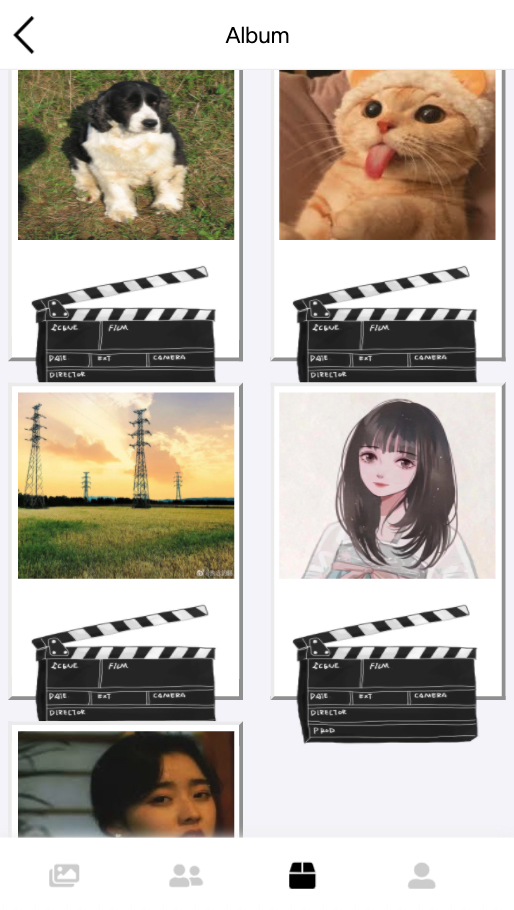 Album
SCENE FILM
DATE EXT CAMERA
DIRECTOR
SCENE FILM
DATE EXT CAMERA
DIRECTOR
SCENE FILM
DATE EXT CAMERA
DIRECTOR
SCENE FILM
DATE EXT CAMERA
DIRECTOR
PROD